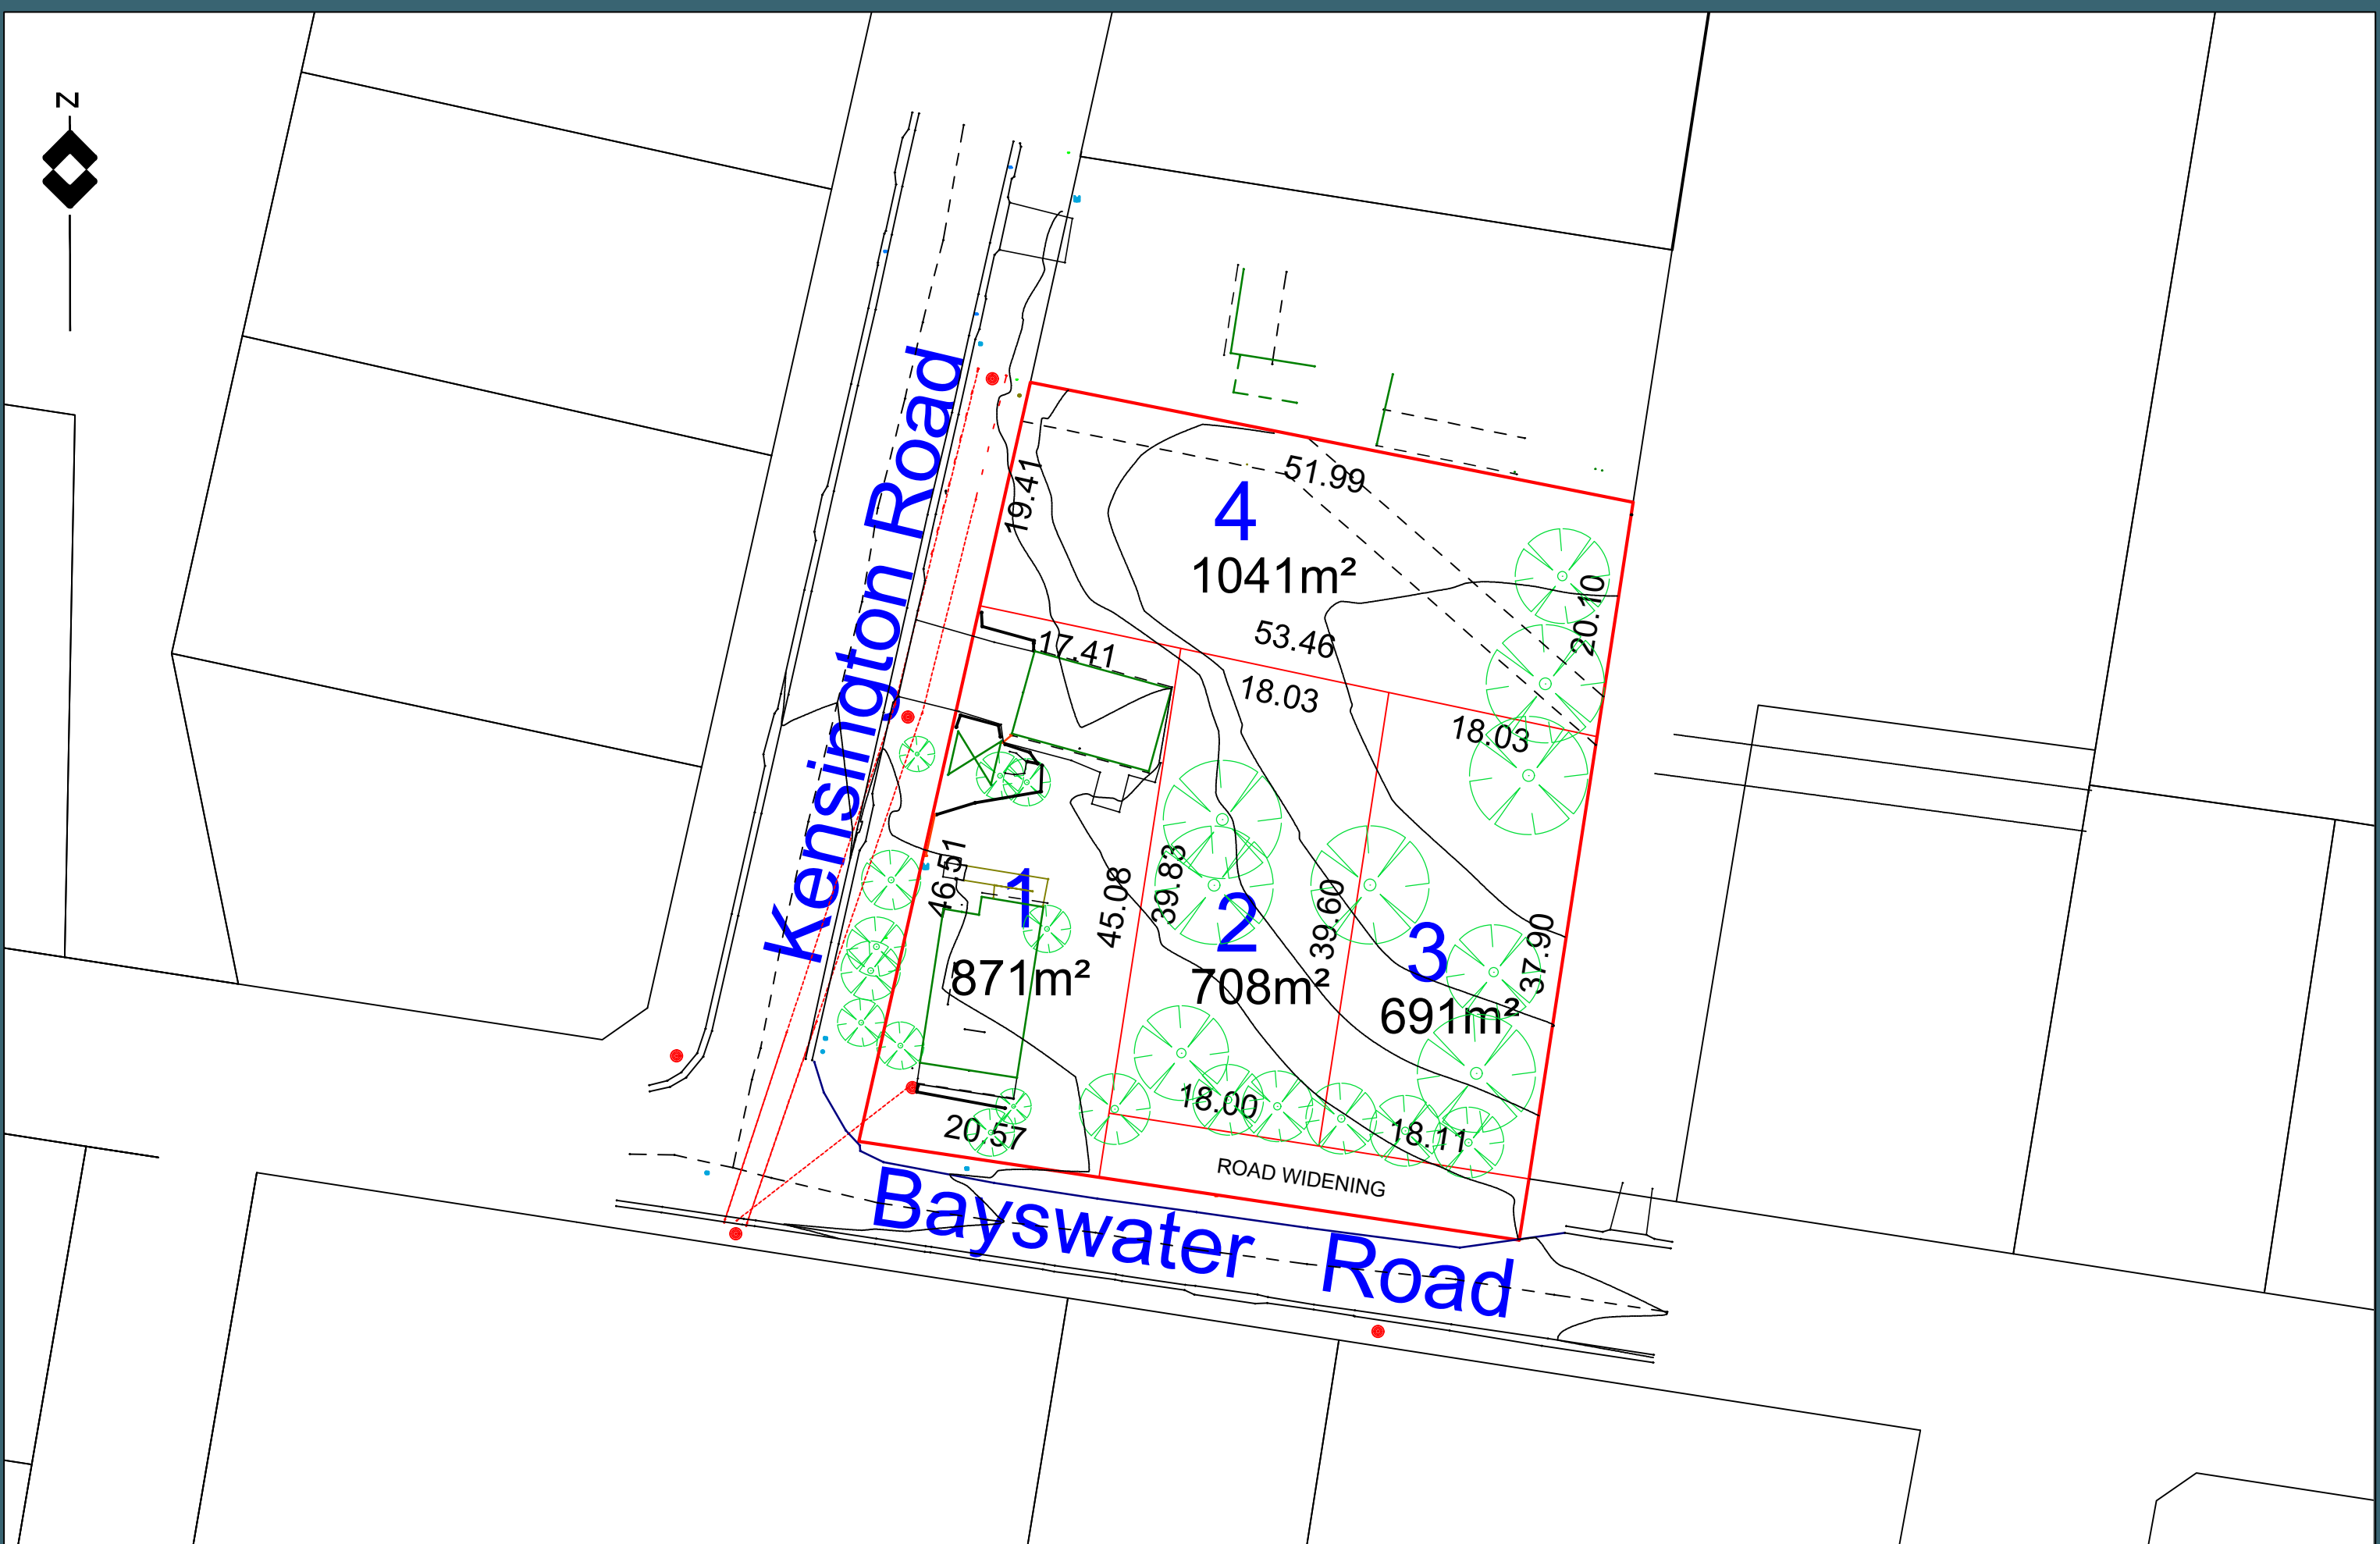 N
Kensington Road
51.99
19.41
4
1041m²
20.10
53.46
17.41
18.03
18.03
46.51
1
871m²
45.08
39.83
2
708m²
39.60
3
691m²
37.90
18.00
18.11
20.57
ROAD WIDENING
Bayswater Road